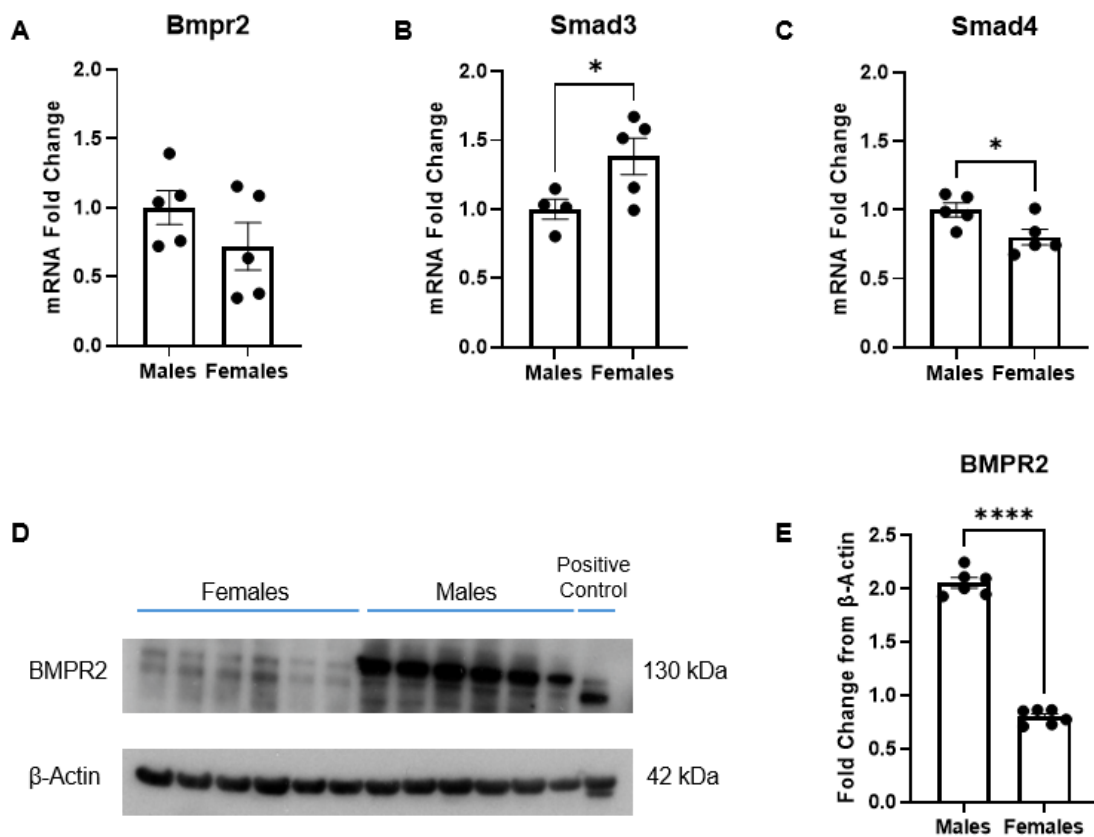 A
Bmpr2
mRNA Fold Change
2.0
1.5
1.0
0.5
0.0
Males Females
B
Smad3
mRNA Fold Change
2.0
1.5
1.0
0.5
0.0
*
Males Females
C
Smad4
mRNA Fold Change
2.0
1.5
1.0
0.5
0.0
*
Males Females
D
Females
Males
Positive
Control
BMPR2
130 kDa
β-Actin
42 kDa
E
BMPR2
Fold Change from β-Actin
2.5
2.0
1.5
1.0
0.5
0.0
****
Males Females